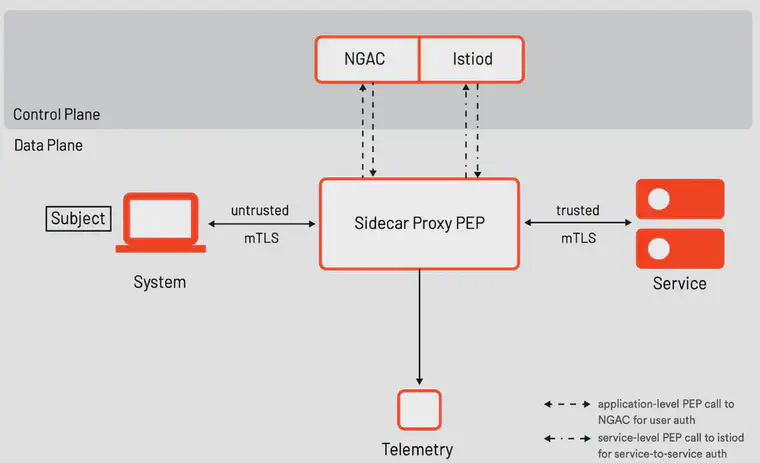 NGAC
Istiod
Control Plane
Data Plane
Subject
untrusted
mTLS
Sidecar Proxy PEP
trusted
mTLS
System
Service
Telemetry
application-level PEP call to
NGAC for user auth
service-level PEP call to istiod
for service-to-service auth